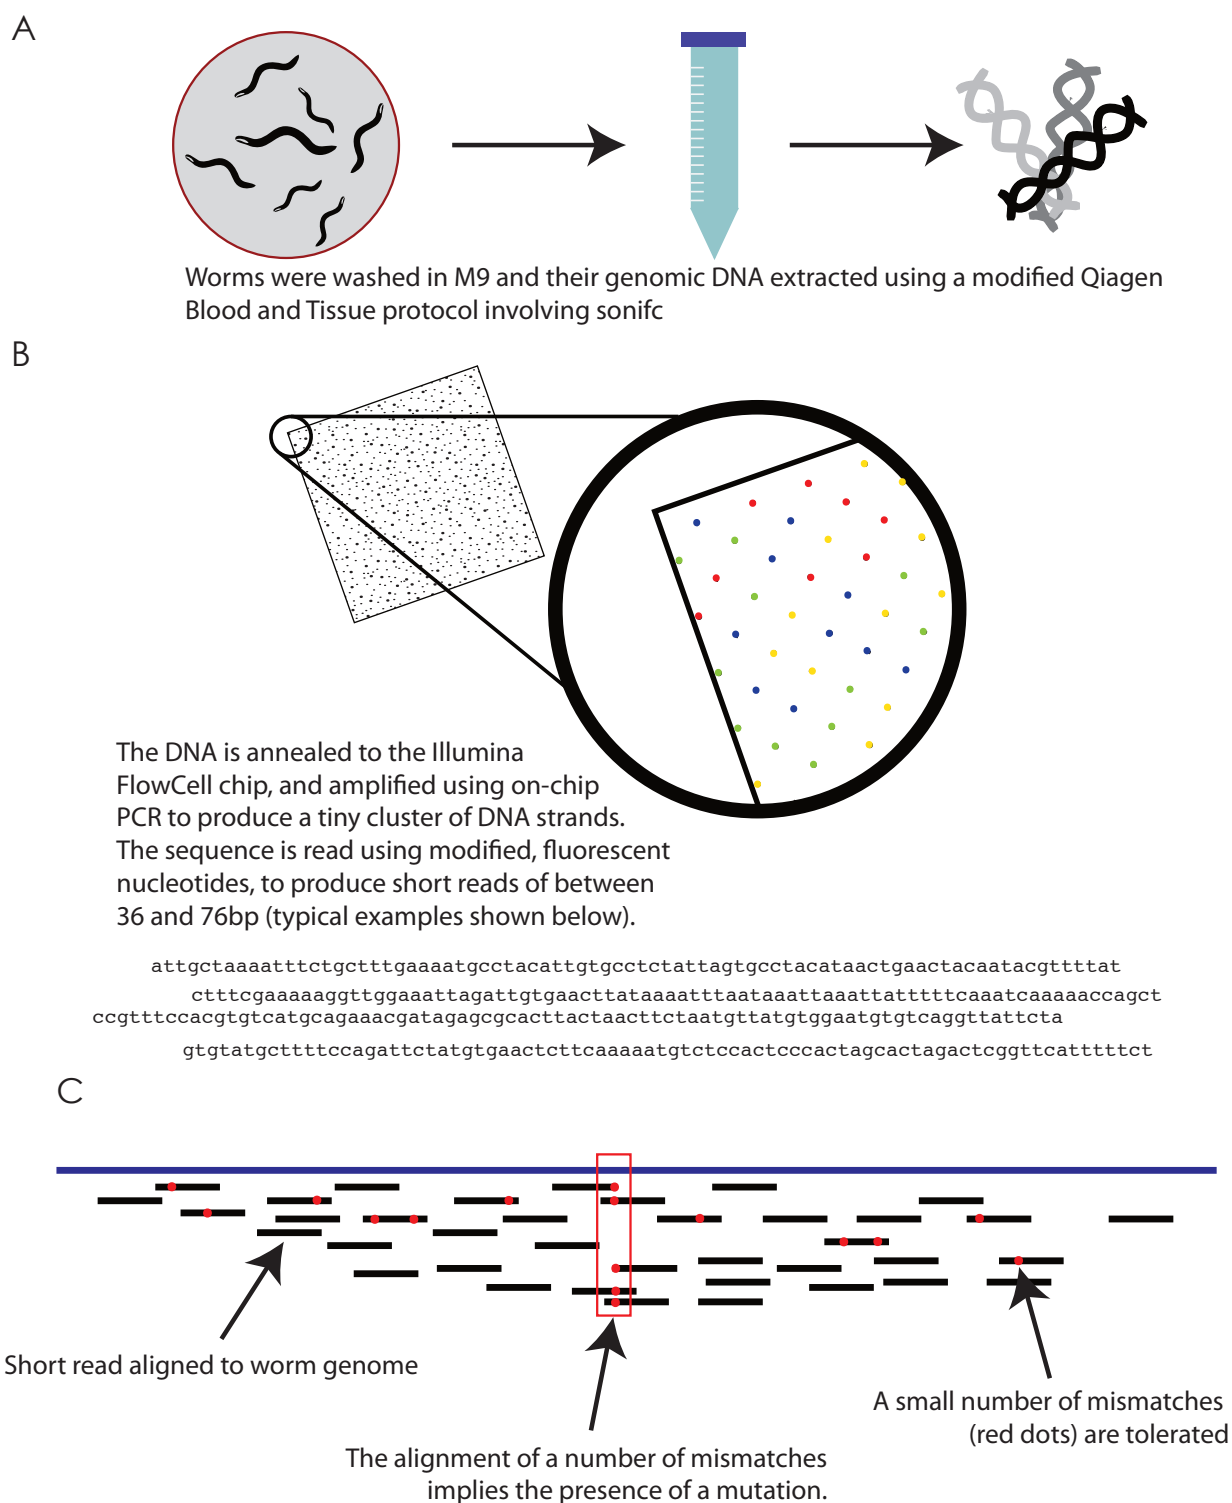 A
Worms were washed in M9 and their genomic DNA extracted using a modified Qiagen
Blood and Tissue protocol involving sonifc
B
The DNA is annealed to the Illumina
FlowCell chip, and amplified using on-chip
PCR to produce a tiny cluster of DNA strands.
The sequence is read using modified, fluorescent
nucleotides, to produce short reads of between
36 and 76bp (typical examples shown below).
attgctaaaatttctgctttgaaaatgcctacattgtgcctctattagtgcctacataactgaactacaatacgttttat
ctttcgaaaaaggttggaaattagattgtgaacttataaaatttaataaattaaattatttttcaaatcaaaaaccagct
ccgtttccacgtgtcatgcagaaacgatagagcgcacttactaacttctaatgttatgtggaatgtgtcaggttattcta
gtgtatgcttttccagattctatgtgaactcttcaaaaatgtctccactcccactagcactagactcggttcatttttct
C
Short read aligned to worm genome
A small number of mismatches
(red dots) are tolerated
The alignment of a number of mismatches
implies the presence of a mutation.